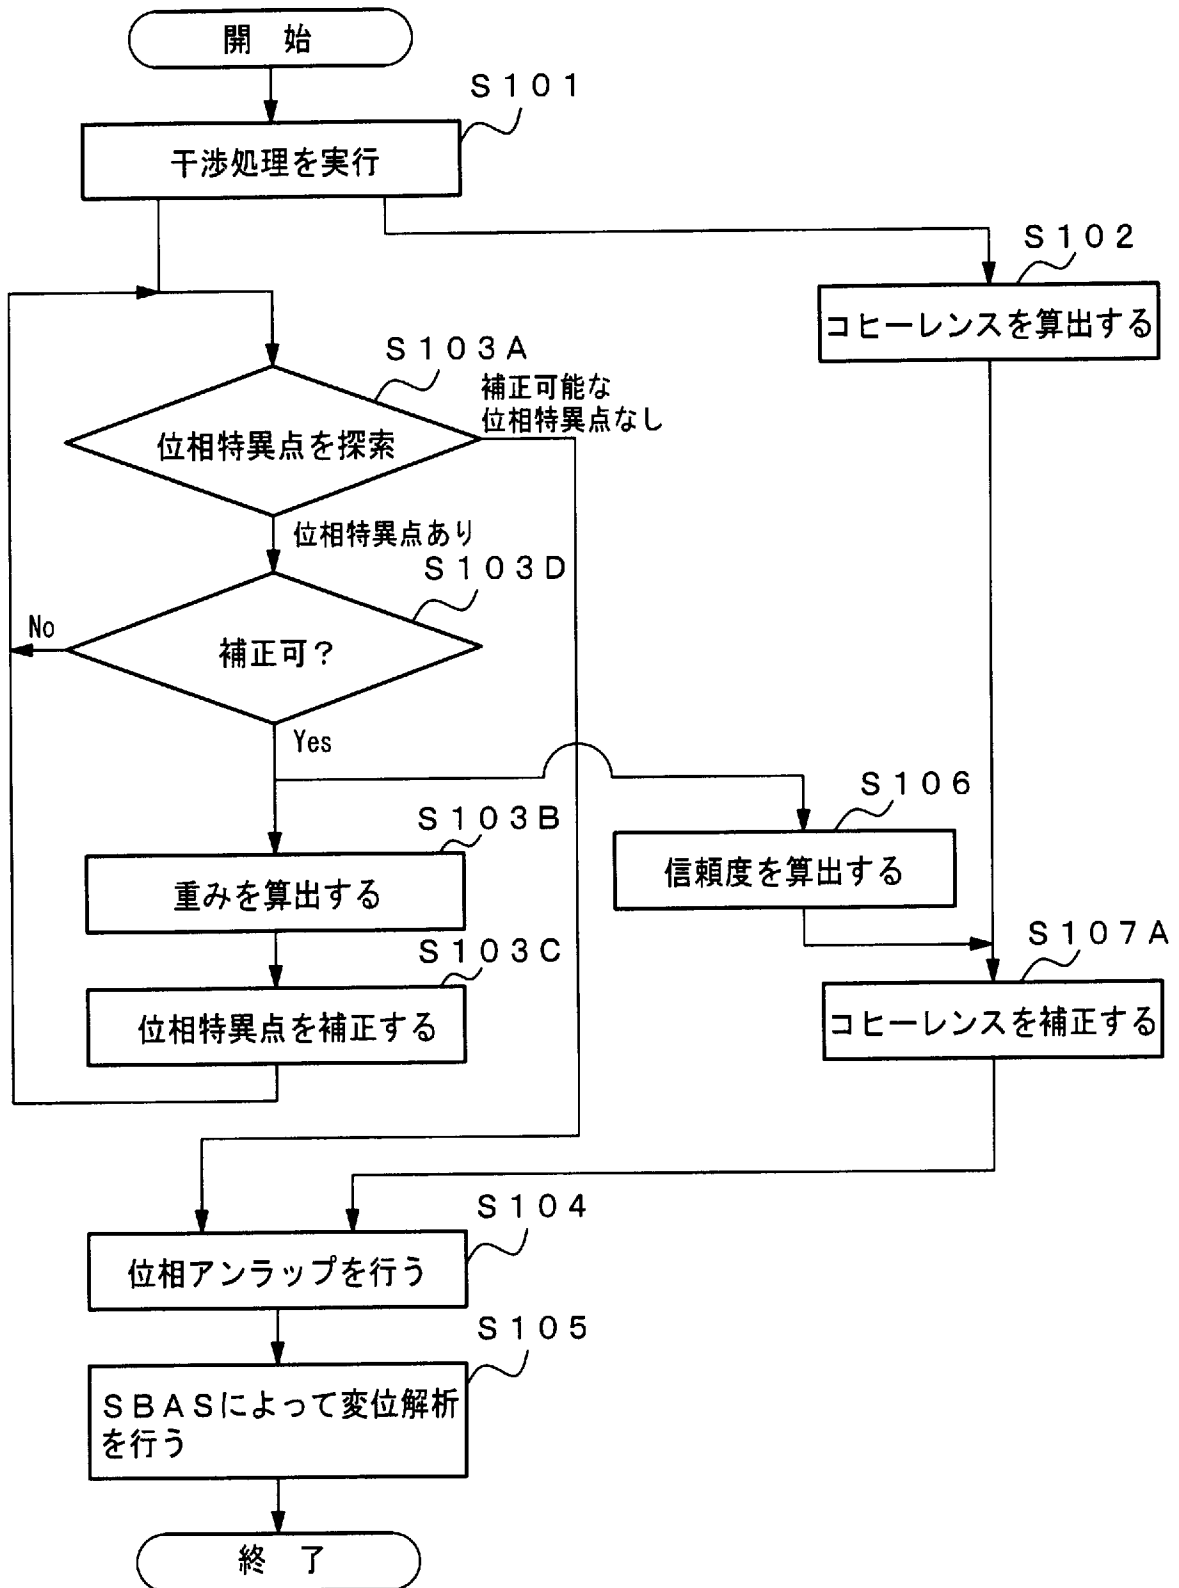 開 始
S101
干渉処理を実行
S102
コヒーレンスを算出する
S103A
補正可能な
位相特異点なし
位相特異点を探索
位相特異点あり
S103D
No
補正可?
Yes
S106
S103B
信頼度を算出する
重みを算出する
S107A
S103C
コヒーレンスを補正する
位相特異点を補正する
S104
位相アンラップを行う
S105
SBASによって変位解析
を行う
終 了